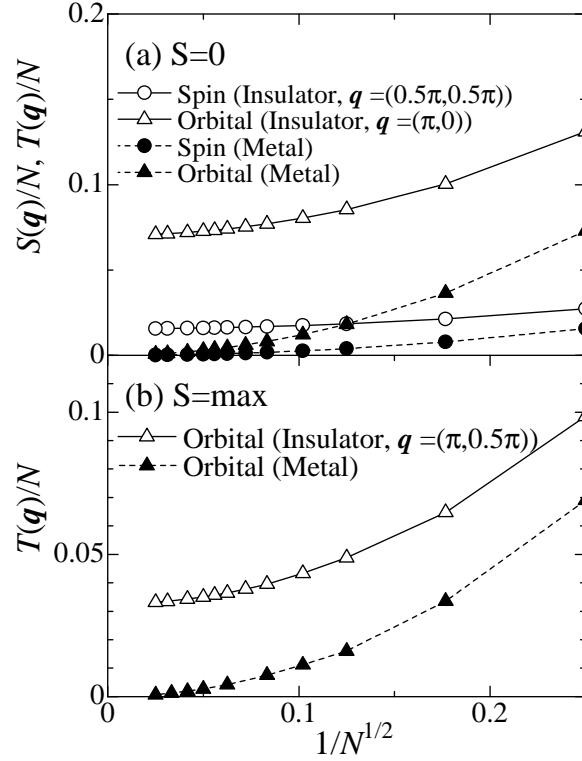 0.2
(a) S=0
Spin (Insulator, q =(0.5π,0.5π))
Orbital (Insulator, q =(π,0))
Spin (Metal)
Orbital (Metal)
0.1
S(q)/N, T(q)/N
0
(b) S=max
0.1
Orbital (Insulator, q =(π,0.5π))
Orbital (Metal)
T(q)/N
0.05
0
0 0.1 0.2
1/N^{1/2}